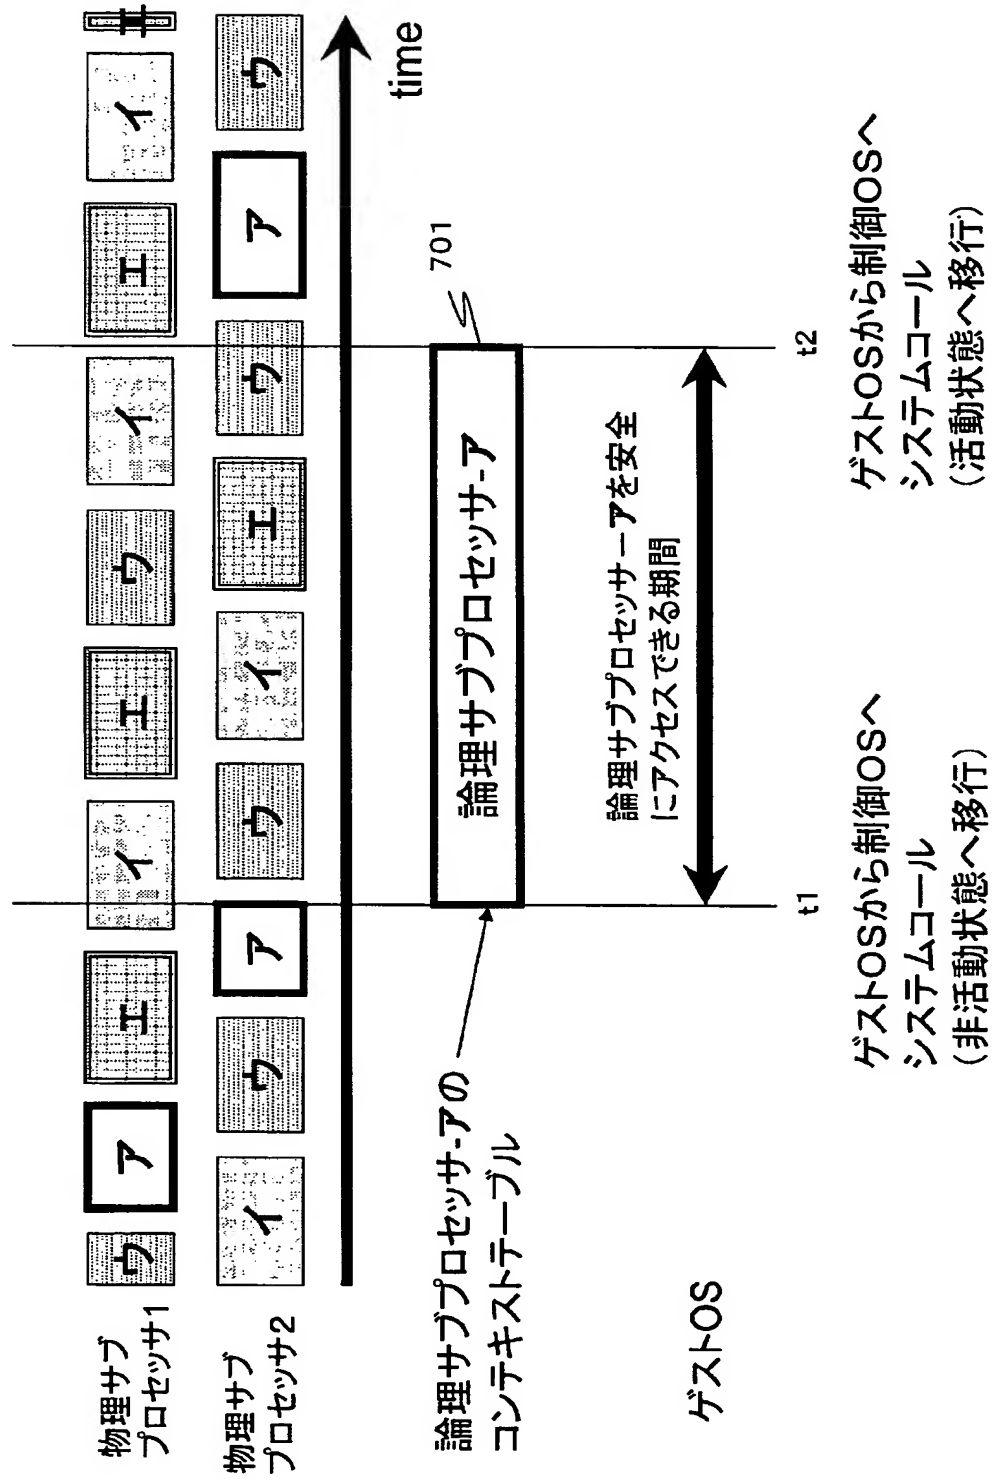 物理サブ
プロセッサ1
ウ ア エ イ エ ウ イ エ イ
物理サブ
プロセッサ2
イ ウ ア ウ イ エ ウ ア ウ
time
論理サブプロセッサ-アの
コンテキストテーブル
論理サブプロセッサ-ア
701
ゲストOS
論理サブプロセッサーアを安全
にアクセスできる期間
t1
ゲストOSから制御OSへ
システムコール
(非活動状態へ移行)
t2
ゲストOSから制御OSへ
システムコール
(活動状態へ移行)